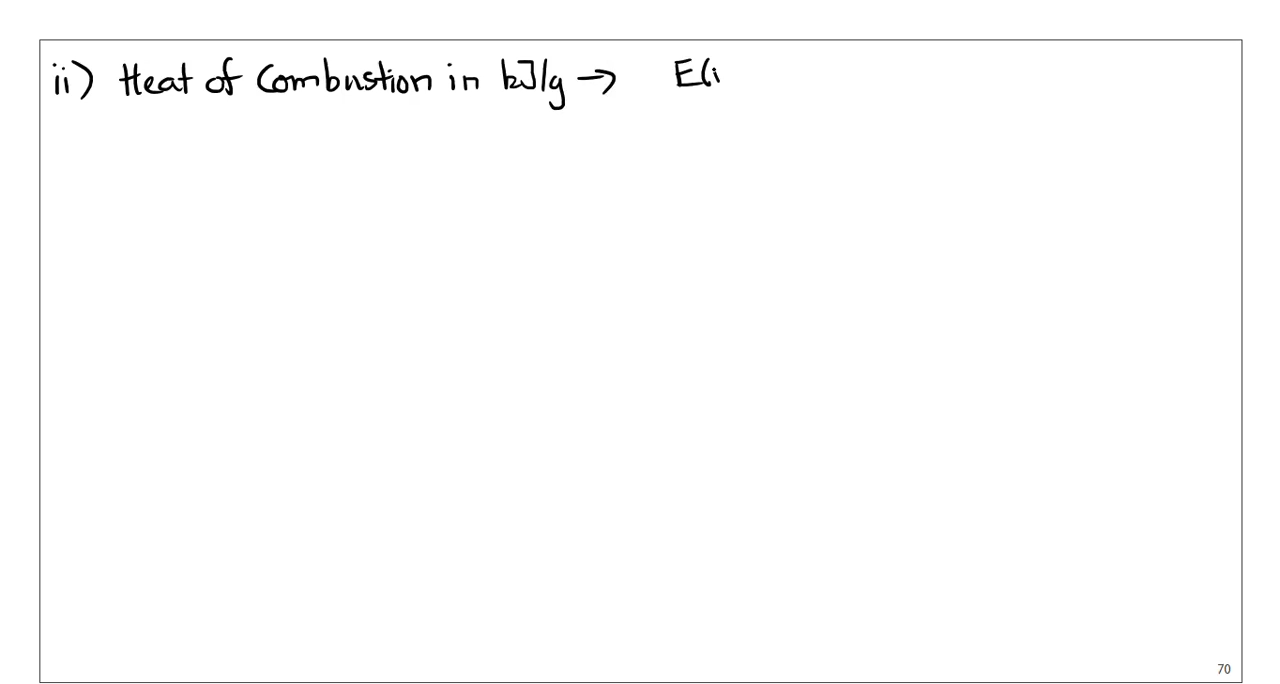 ii) Heat of Combustion in kJ/g → E(i
70